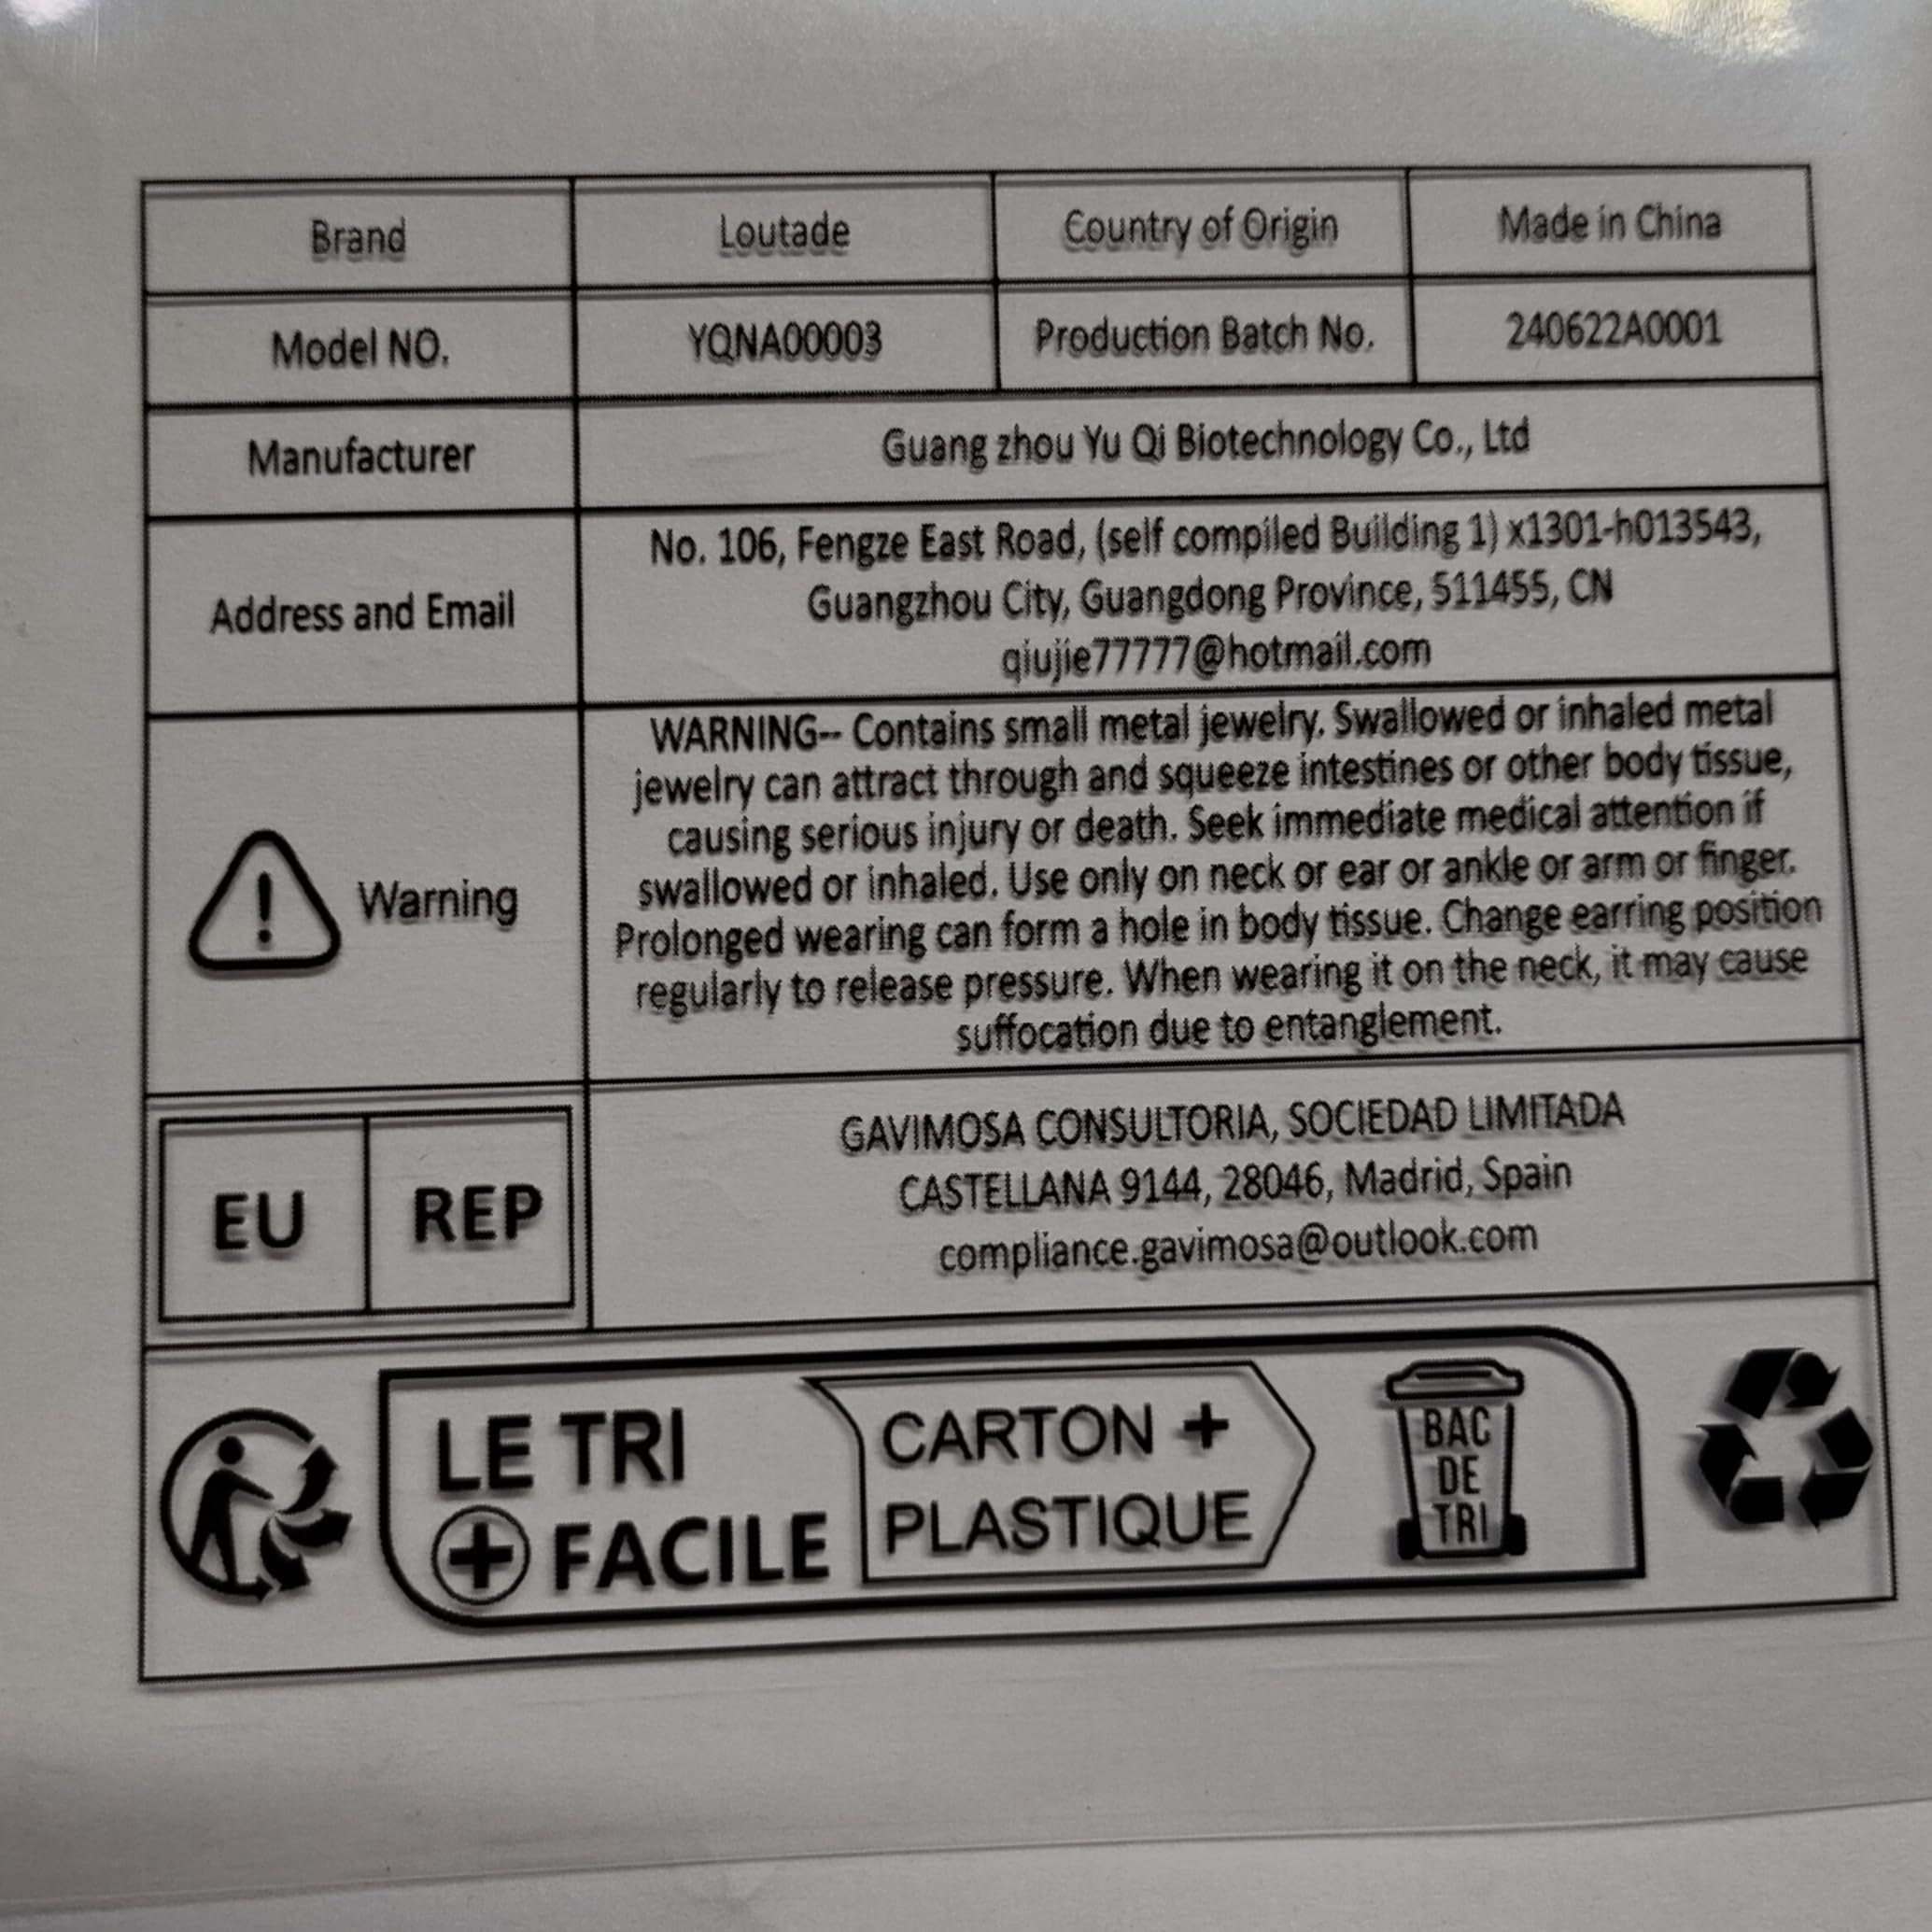 Brand Loutade Country of Origin Made in China
Model NO. YQNA00003 Production Batch No. 240622A0001
Manufacturer Guang zhou Yu Qi Biotechnology Co., Ltd
Address and Email
No. 106, Fengze East Road, (self compiled Building 1) x1301-h013543,
Guangzhou City, Guangdong Province, 511455, CN
qiujie77777@hotmail.com
Warning
WARNING-- Contains small metal jewelry. Swallowed or inhaled metal
jewelry can attract through and squeeze intestines or other body tissue,
causing serious injury or death. Seek immediate medical attention if
swallowed or inhaled. Use only on neck or ear or ankle or arm or finger.
Prolonged wearing can form a hole in body tissue. Change earring position
regularly to release pressure. When wearing it on the neck, it may cause
suffocation due to entanglement.
EU REP
GAVIMOSA CONSULTORIA, SOCIEDAD LIMITADA
CASTELLANA 9144, 28046, Madrid, Spain
compliance.gavimosa@outlook.com
LE TRI
+ FACILE
CARTON +
PLASTIQUE
BAC
DE
TRI